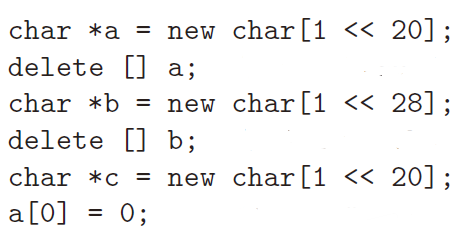 char *a = new char[1 << 20];
delete [] a;
char *b = new char[1 << 28];
delete [] b;
char *c = new char[1 << 20];
a[0] = 0;